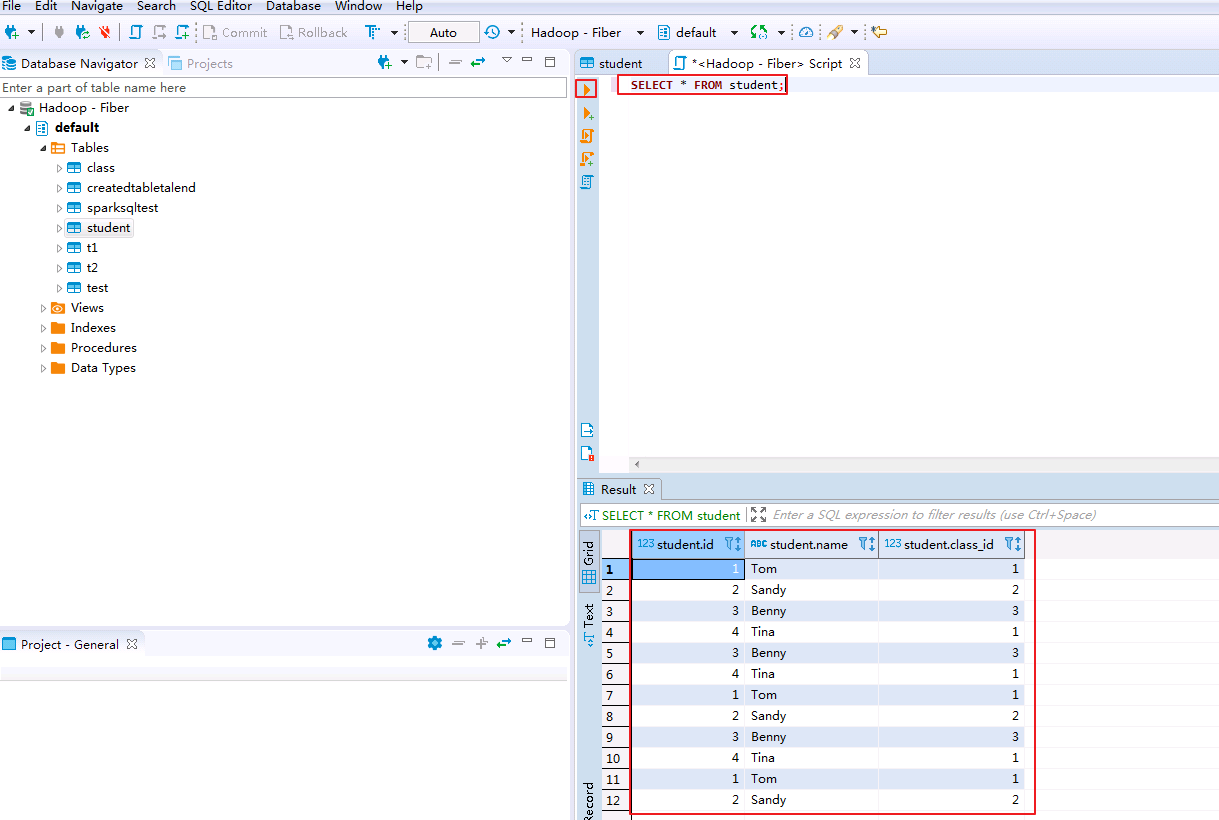 File Edit Navigate Search SQL Editor Database Window Help
Commit Rollback Auto Hadoop - Fiber default
Database Navigator Projects
Enter a part of table name here
Hadoop - Fiber
default
Tables
class
createdtabletalend
sparksqltest
student
t1
t2
test
Views
Indexes
Procedures
Data Types
Project - General
student *<Hadoop - Fiber> Script
SELECT * FROM student;
Result
SELECT * FROM student Enter a SQL expression to filter results (use Ctrl+Space)
Grid
Text
Record
123 student.id ABC student.name 123 student.class_id
1 1 Tom 1
2 2 Sandy 2
3 3 Benny 3
4 4 Tina 1
5 3 Benny 3
6 4 Tina 1
7 1 Tom 1
8 2 Sandy 2
9 3 Benny 3
10 4 Tina 1
11 1 Tom 1
12 2 Sandy 2